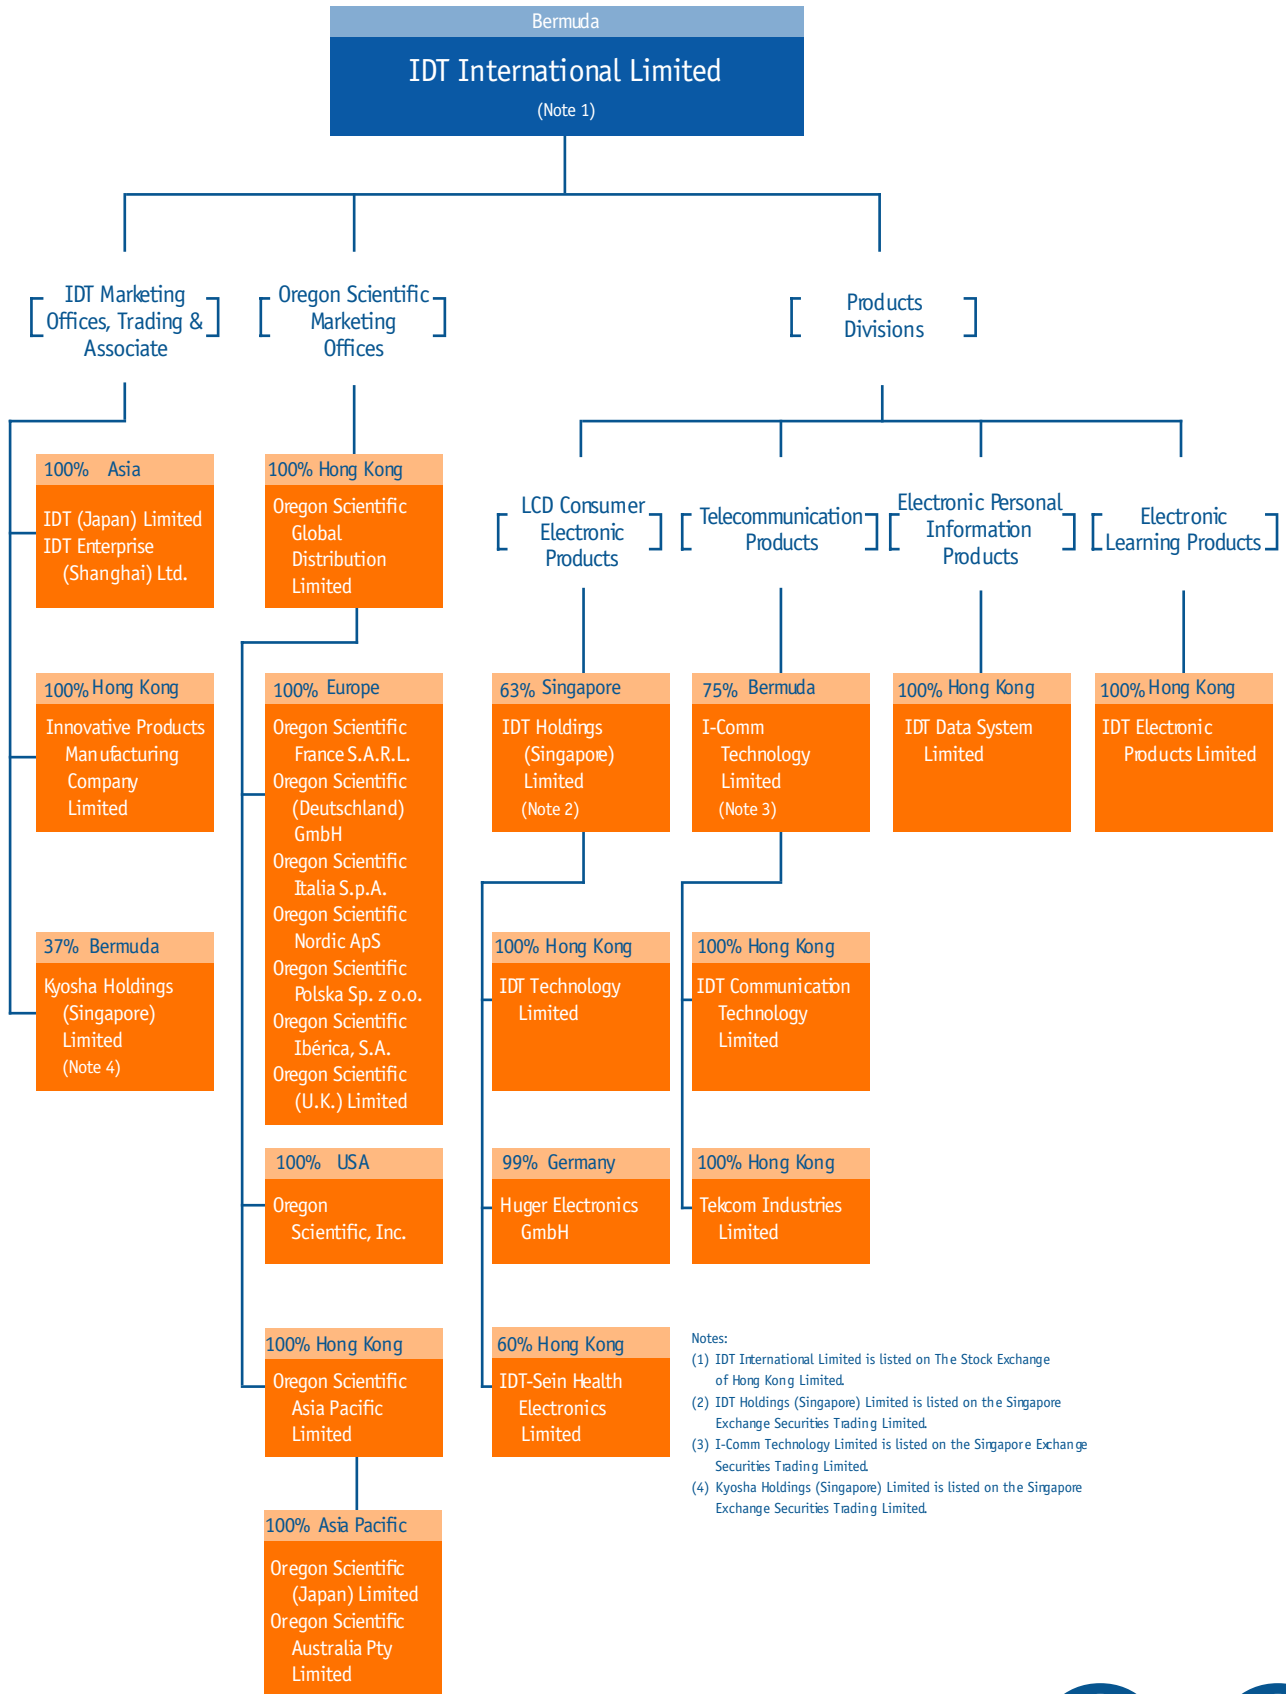 Bermuda
IDT International Limited
(Note 1)
IDT Marketing
Offices, Trading &
Associate
Oregon Scientific
Marketing
Offices
Products
Divisions
100% Asia
IDT (Japan) Limited
IDT Enterprise
(Shanghai) Ltd.
100% Hong Kong
Innovative Products
Manufacturing
Company
Limited
37% Bermuda
Kyosha Holdings
(Singapore)
Limited
(Note 4)
100% Hong Kong
Oregon Scientific
Global
Distribution
Limited
100% Europe
Oregon Scientific
France S.A.R.L.
Oregon Scientific
(Deutschland)
GmbH
Oregon Scientific
Italia S.p.A.
Oregon Scientific
Nordic ApS
Oregon Scientific
Polska Sp. z o.o.
Oregon Scientific
Ibérica, S.A.
Oregon Scientific
(U.K.) Limited
100% USA
Oregon
Scientific, Inc.
100% Hong Kong
Oregon Scientific
Asia Pacific
Limited
100% Asia Pacific
Oregon Scientific
(Japan) Limited
Oregon Scientific
Australia Pty
Limited
LCD Consumer
Electronic
Products
Telecommunication
Products
Electronic Personal
Information
Products
Electronic
Learning Products
63% Singapore
IDT Holdings
(Singapore)
Limited
(Note 2)
75% Bermuda
I-Comm
Technology
Limited
(Note 3)
100% Hong Kong
IDT Data System
Limited
100% Hong Kong
IDT Electronic
Products Limited
100% Hong Kong
IDT Technology
Limited
99% Germany
Huger Electronics
GmbH
60% Hong Kong
IDT-Sein Health
Electronics
Limited
100% Hong Kong
IDT Communication
Technology
Limited
100% Hong Kong
Tekcom Industries
Limited
Notes:
(1) IDT International Limited is listed on The Stock Exchange
of Hong Kong Limited.
(2) IDT Holdings (Singapore) Limited is listed on the Singapore
Exchange Securities Trading Limited.
(3) I-Comm Technology Limited is listed on the Singapore Exchange
Securities Trading Limited.
(4) Kyosha Holdings (Singapore) Limited is listed on the Singapore
Exchange Securities Trading Limited.